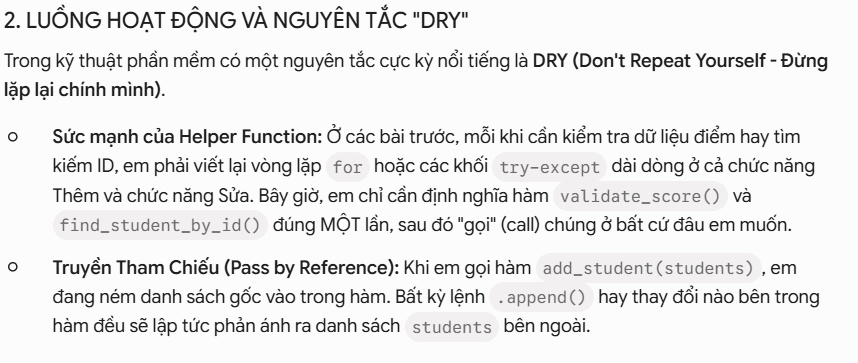 2. LUỒNG HOẠT ĐỘNG VÀ NGUYÊN TẮC "DRY"
Trong kỹ thuật phần mềm có một nguyên tắc cực kỳ nổi tiếng là DRY (Don't Repeat Yourself - Đừng
lặp lại chính mình).
Sức mạnh của Helper Function: Ở các bài trước, mỗi khi cần kiểm tra dữ liệu điểm hay tìm
kiếm ID, em phải viết lại vòng lặp for hoặc các khối try-except dài dòng ở cả chức năng
Thêm và chức năng Sửa. Bây giờ, em chỉ cần định nghĩa hàm validate_score() và
find_student_by_id() đúng MỘT lần, sau đó "gọi" (call) chúng ở bất cứ đâu em muốn.
Truyền Tham Chiếu (Pass by Reference): Khi em gọi hàm add_student(students), em
đang ném danh sách gốc vào trong hàm. Bất kỳ lệnh .append() hay thay đổi nào bên trong
hàm đều sẽ lập tức phản ánh ra danh sách students bên ngoài.